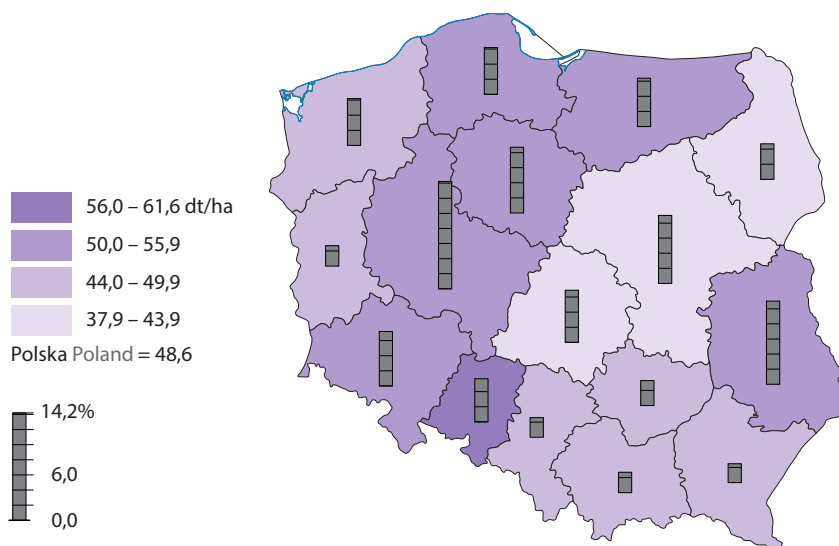 56,0 – 61,6 dt/ha
50,0 – 55,9
44,0 – 49,9
37,9 – 43,9
Polska Poland = 48,6
14,2%
6,0
0,0